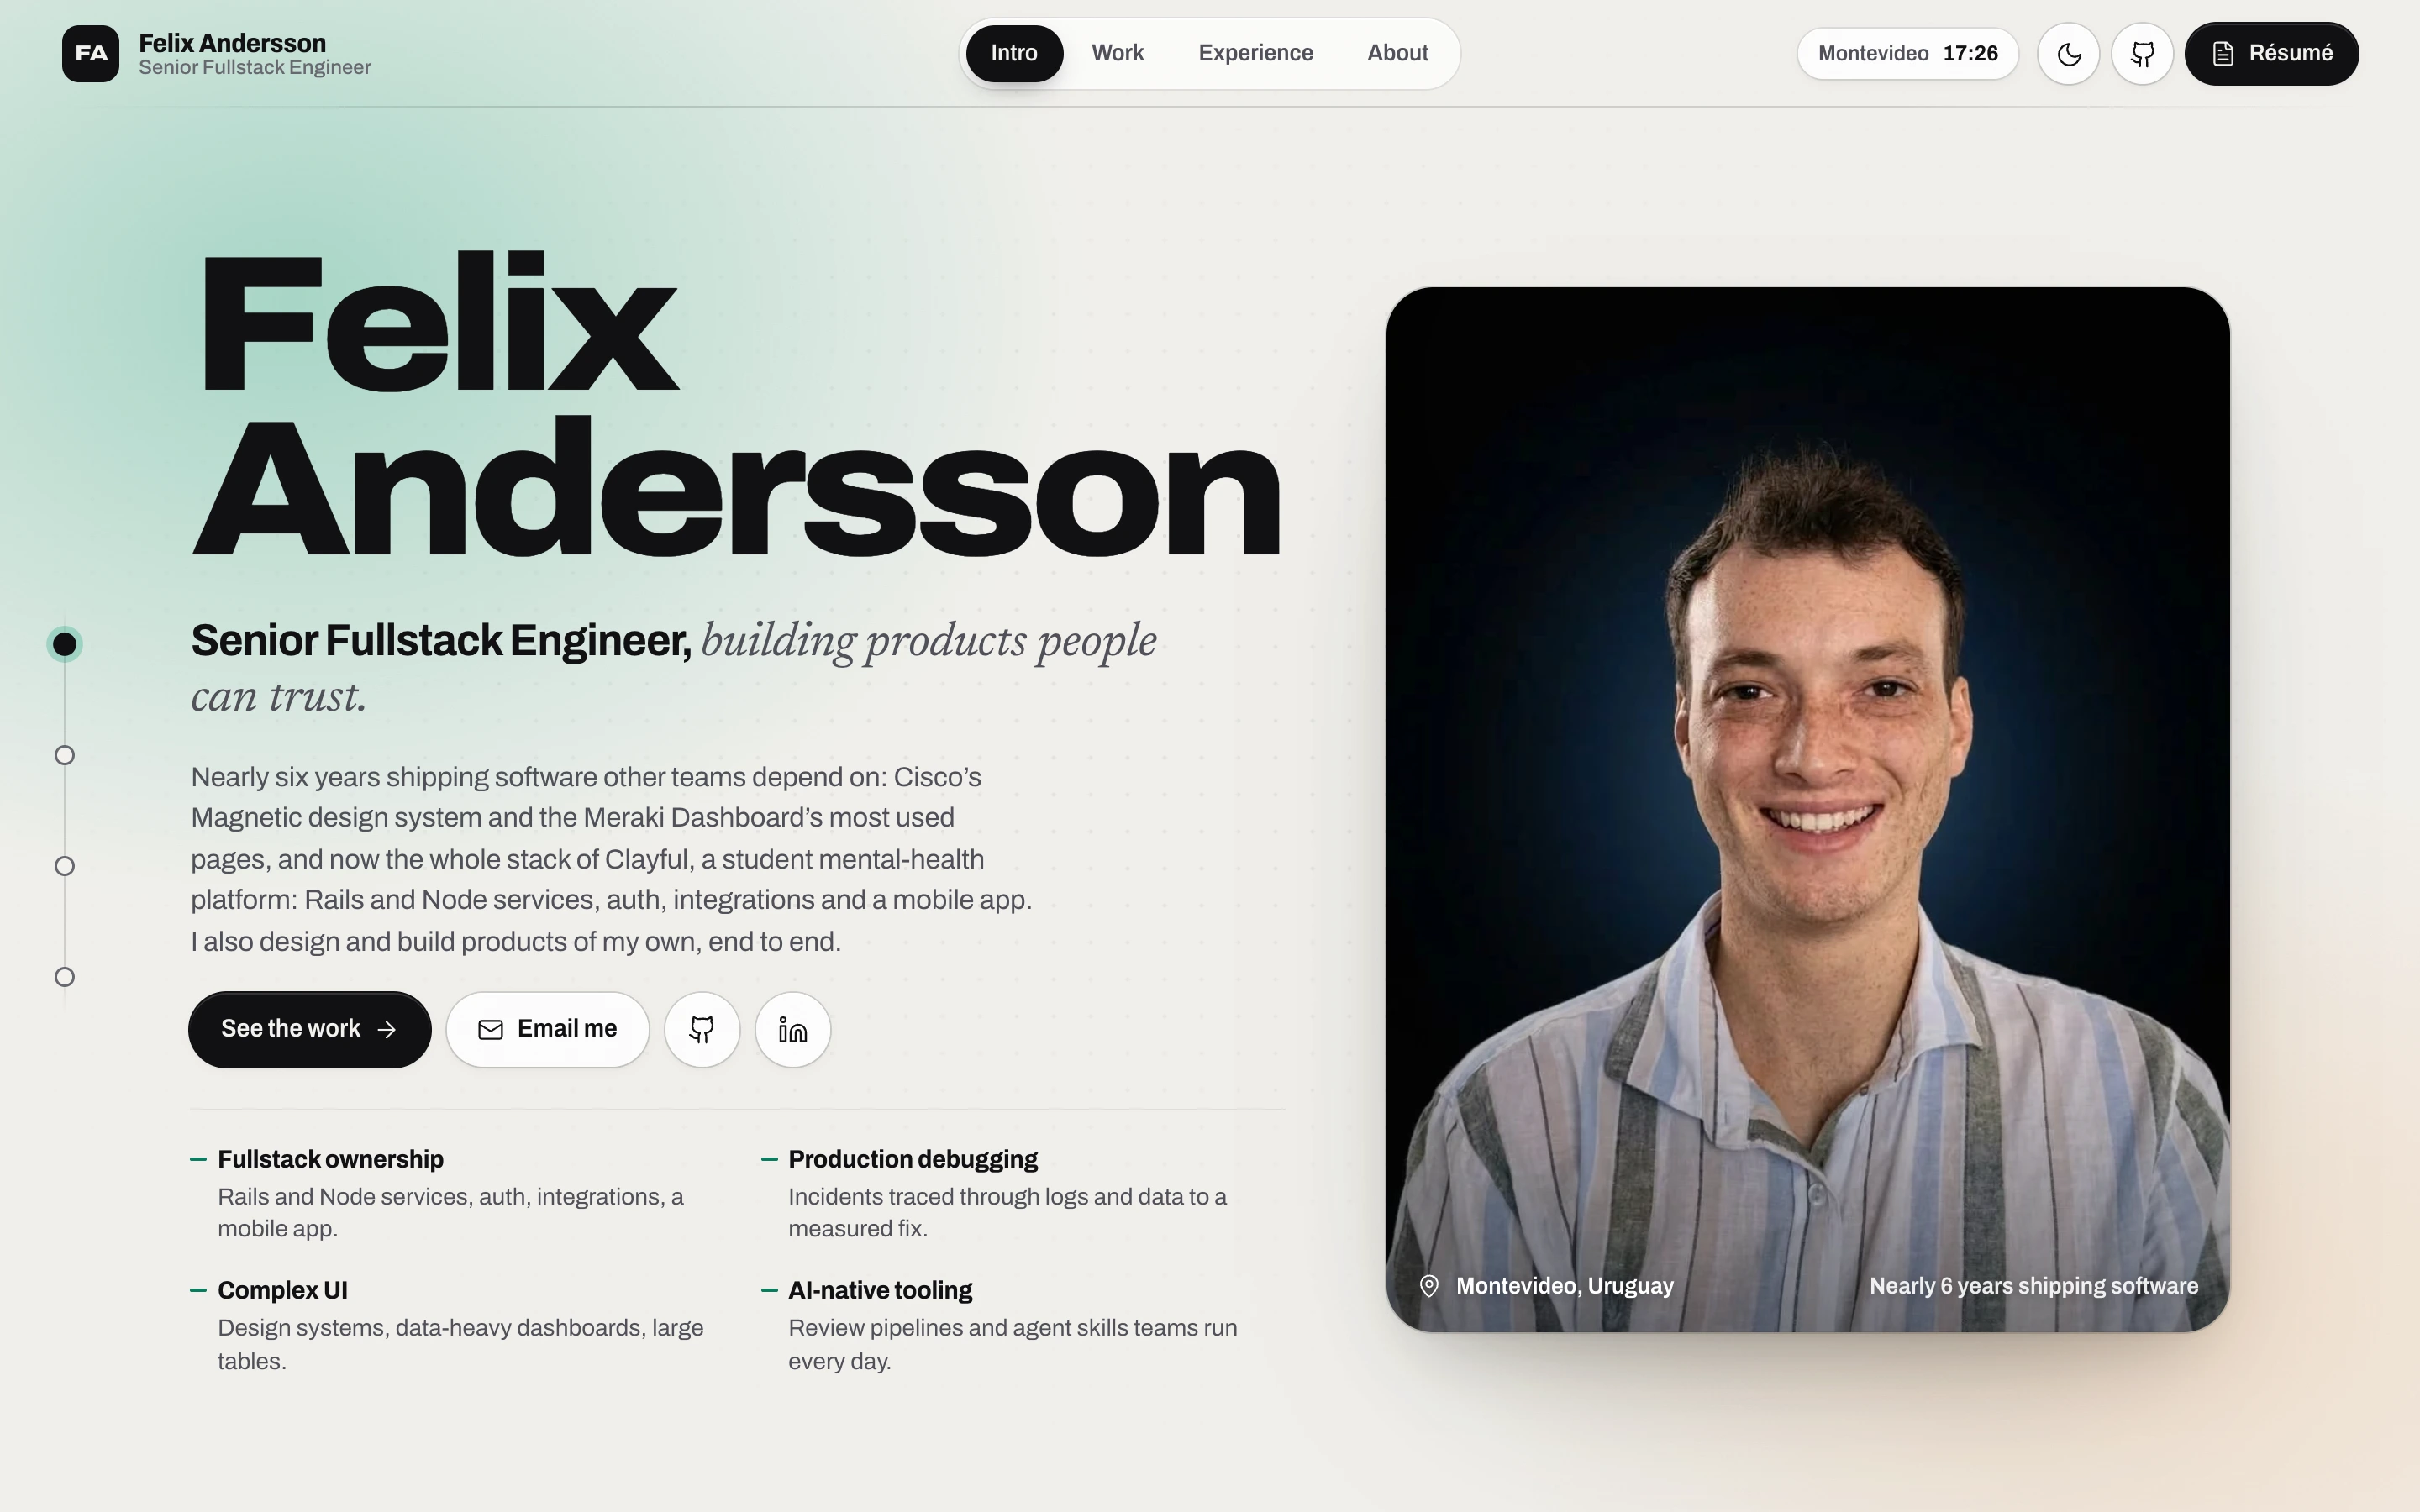 FA
Felix Andersson
Senior Fullstack Engineer
Intro
Work
Experience
About
Montevideo 17:26
Résumé
Felix
Andersson
Senior Fullstack Engineer, building products people
can trust.
Nearly six years shipping software other teams depend on: Cisco’s
Magnetic design system and the Meraki Dashboard’s most used
pages, and now the whole stack of Clayful, a student mental-health
platform: Rails and Node services, auth, integrations and a mobile app.
I also design and build products of my own, end to end.
See the work
Email me
Fullstack ownership
Rails and Node services, auth, integrations, a
mobile app.
Production debugging
Incidents traced through logs and data to a
measured fix.
Complex UI
Design systems, data-heavy dashboards, large
tables.
AI-native tooling
Review pipelines and agent skills teams run
every day.
Montevideo, Uruguay
Nearly 6 years shipping software